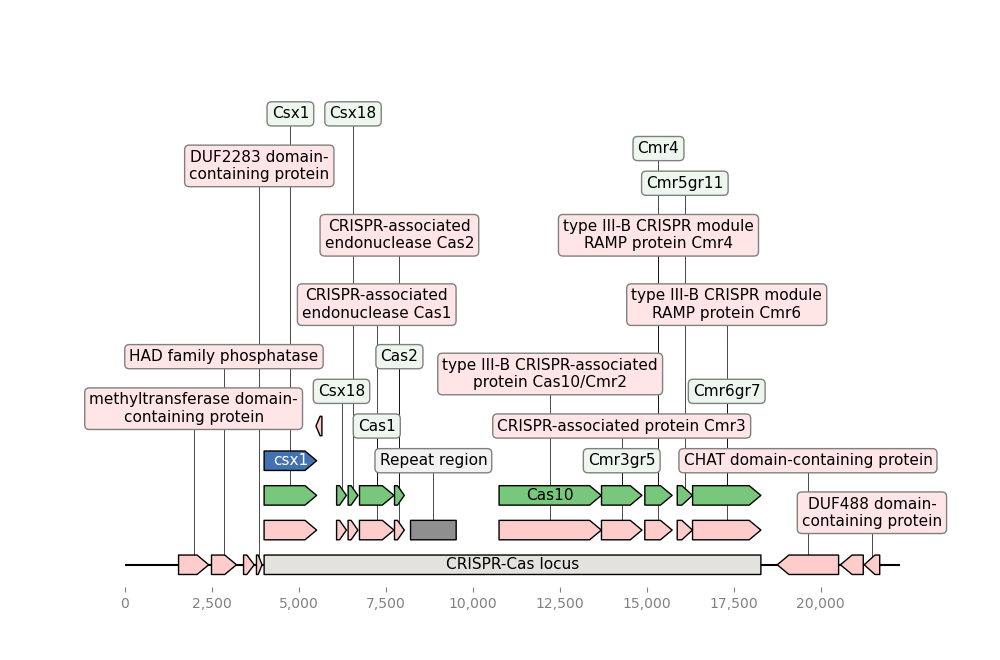 Csx1
Csx18
Cmr4
DUF2283 domain-
containing protein
Cmr5gr11
CRISPR-associated
endonuclease Cas2
type III-B CRISPR module
RAMP protein Cmr4
CRISPR-associated
endonuclease Cas1
type III-B CRISPR module
RAMP protein Cmr6
HAD family phosphatase
Cas2
type III-B CRISPR-associated
protein Cas10/Cmr2
Csx18
Cmr6gr7
methyltransferase domain-
containing protein
Cas1
CRISPR-associated protein Cmr3
csx1
Repeat region
Cmr3gr5
CHAT domain-containing protein
Cas10
DUF488 domain-
containing protein
CRISPR-Cas locus
0 2,500 5,000 7,500 10,000 12,500 15,000 17,500 20,000